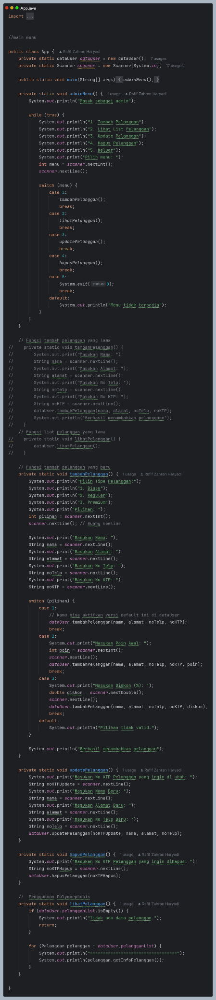 App.java
import ...
//main menu
public class App { Rafif Zahran Haryadi
private static dataUser dataUser = new dataUser(); 7 usages
private static Scanner scanner = new Scanner(System.in); 17 usages
public static void main(String[] args) { adminMenu(); }
private static void adminMenu() { 1 usage Rafif Zahran Haryadi
System.out.println("Masuk sebagai admin");
while (true) {
System.out.println("1. Tambah Pelanggan");
System.out.println("2. Lihat List Pelanggan");
System.out.println("3. Update Pelanggan");
System.out.println("4. Hapus Pelanggan");
System.out.println("5. Keluar");
System.out.print("Pilih menu: ");
int menu = scanner.nextInt();
scanner.nextLine();
switch (menu) {
case 1:
tambahPelanggan();
break;
case 2:
lihatPelanggan();
break;
case 3:
updatePelanggan();
break;
case 4:
hapusPelanggan();
break;
case 5:
System.exit( status: 0);
break;
default:
System.out.println("Menu tidak tersedia");
}
}
}
// Fungsi tambah pelanggan yang lama
// private static void tambahPelanggan() {
// System.out.print("Masukan Nama: ");
// String nama = scanner.nextLine();
// System.out.print("Masukan Alamat: ");
// String alamat = scanner.nextLine();
// System.out.print("Masukan No Telp: ");
// String noTelp = scanner.nextLine();
// System.out.print("Masukan No KTP: ");
// String noKTP = scanner.nextLine();
// dataUser.tambahPelanggan(nama, alamat, noTelp, noKTP);
// System.out.println("Berhasil menambahkan pelanggann");
// }
// Fungsi liat pelanggan yang lama
// private static void lihatPelanggan() {
// dataUser.lihatPelanggan();
// }
// Fungsi tambah pelanggan yang baru
private static void tambahPelanggan() { 1 usage Rafif Zahran Haryadi
System.out.println("Pilih Tipe Pelanggan:");
System.out.println("1. Biasa");
System.out.println("2. Reguler");
System.out.println("3. Premium");
System.out.print("Pilihan: ");
int pilihan = scanner.nextInt();
scanner.nextLine(); // Buang newline
System.out.print("Masukan Nama: ");
String nama = scanner.nextLine();
System.out.print("Masukan Alamat: ");
String alamat = scanner.nextLine();
System.out.print("Masukan No Telp: ");
String noTelp = scanner.nextLine();
System.out.print("Masukan No KTP: ");
String noKTP = scanner.nextLine();
switch (pilihan) {
case 1:
// kamu bisa aktifkan versi default ini di dataUser
dataUser.tambahPelanggan(nama, alamat, noTelp, noKTP);
break;
case 2:
System.out.print("Masukan Poin Awal: ");
int poin = scanner.nextInt();
scanner.nextLine();
dataUser.tambahPelanggan(nama, alamat, noTelp, noKTP, poin);
break;
case 3:
System.out.print("Masukan Diskon (%): ");
double diskon = scanner.nextDouble();
scanner.nextLine();
dataUser.tambahPelanggan(nama, alamat, noTelp, noKTP, diskon);
break;
default:
System.out.println("Pilihan tidak valid.");
}
System.out.println("Berhasil menambahkan pelanggan");
}
private static void updatePelanggan() { 1 usage Rafif Zahran Haryadi
System.out.print("Masukan No KTP Pelanggan yang ingin di ubah: ");
String noKTPUpdate = scanner.nextLine();
System.out.print("Masukan Nama Baru: ");
String nama = scanner.nextLine();
System.out.print("Masukan Alamat Baru: ");
String alamat = scanner.nextLine();
System.out.print("Masukan No Telp Baru: ");
String noTelp = scanner.nextLine();
dataUser.updatePelanggan(noKTPUpdate, nama, alamat, noTelp);
}
private static void hapusPelanggan() { 1 usage Rafif Zahran Haryadi
System.out.print("Masukan No KTP Pelanggan yang ingin dihapus: ");
String noKTPHapus = scanner.nextLine();
dataUser.hapusPelanggan(noKTPHapus);
}
// Penggunaan Polymorphosis
private static void lihatPelanggan() { 1 usage Rafif Zahran Haryadi
if (dataUser.pelangganList.isEmpty()) {
System.out.println("Tidak ada data pelanggan.");
return;
}
for (Pelanggan pelanggan : dataUser.pelangganList) {
System.out.println("==================================");
System.out.println(pelanggan.getInfoPelanggan());
}
}
}